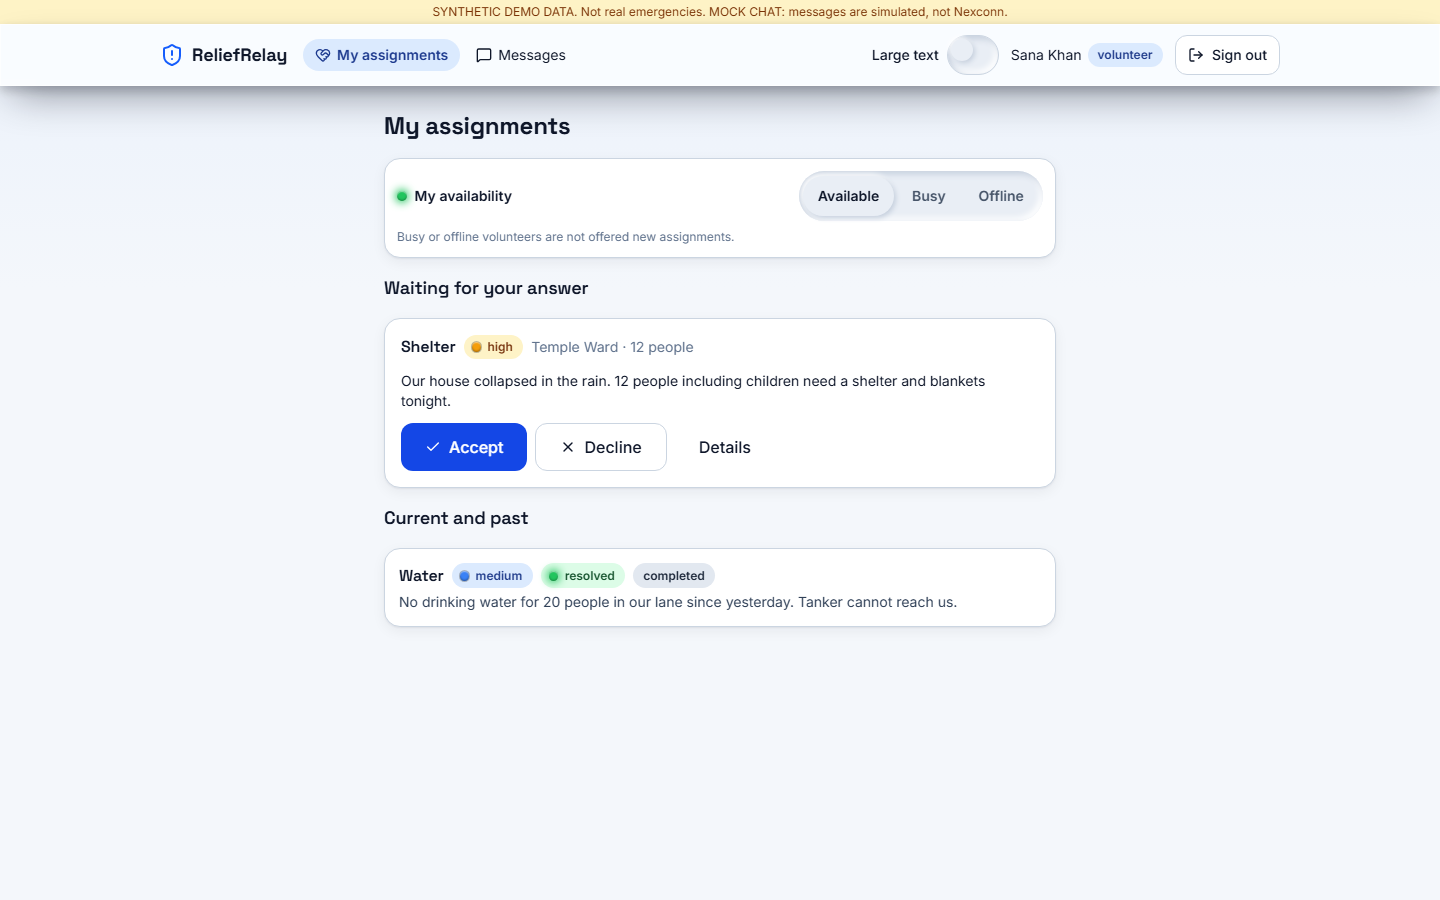 SYNTHETIC DEMO DATA. Not real emergencies. MOCK CHAT: messages are simulated, not Nexconn.
ReliefRelay My assignments Messages Large text Sana Khan volunteer Sign out
My assignments
My availability Available Busy Offline
Busy or offline volunteers are not offered new assignments.
Waiting for your answer
Shelter high Temple Ward · 12 people
Our house collapsed in the rain. 12 people including children need a shelter and blankets
tonight.
Accept Decline Details
Current and past
Water medium resolved completed
No drinking water for 20 people in our lane since yesterday. Tanker cannot reach us.